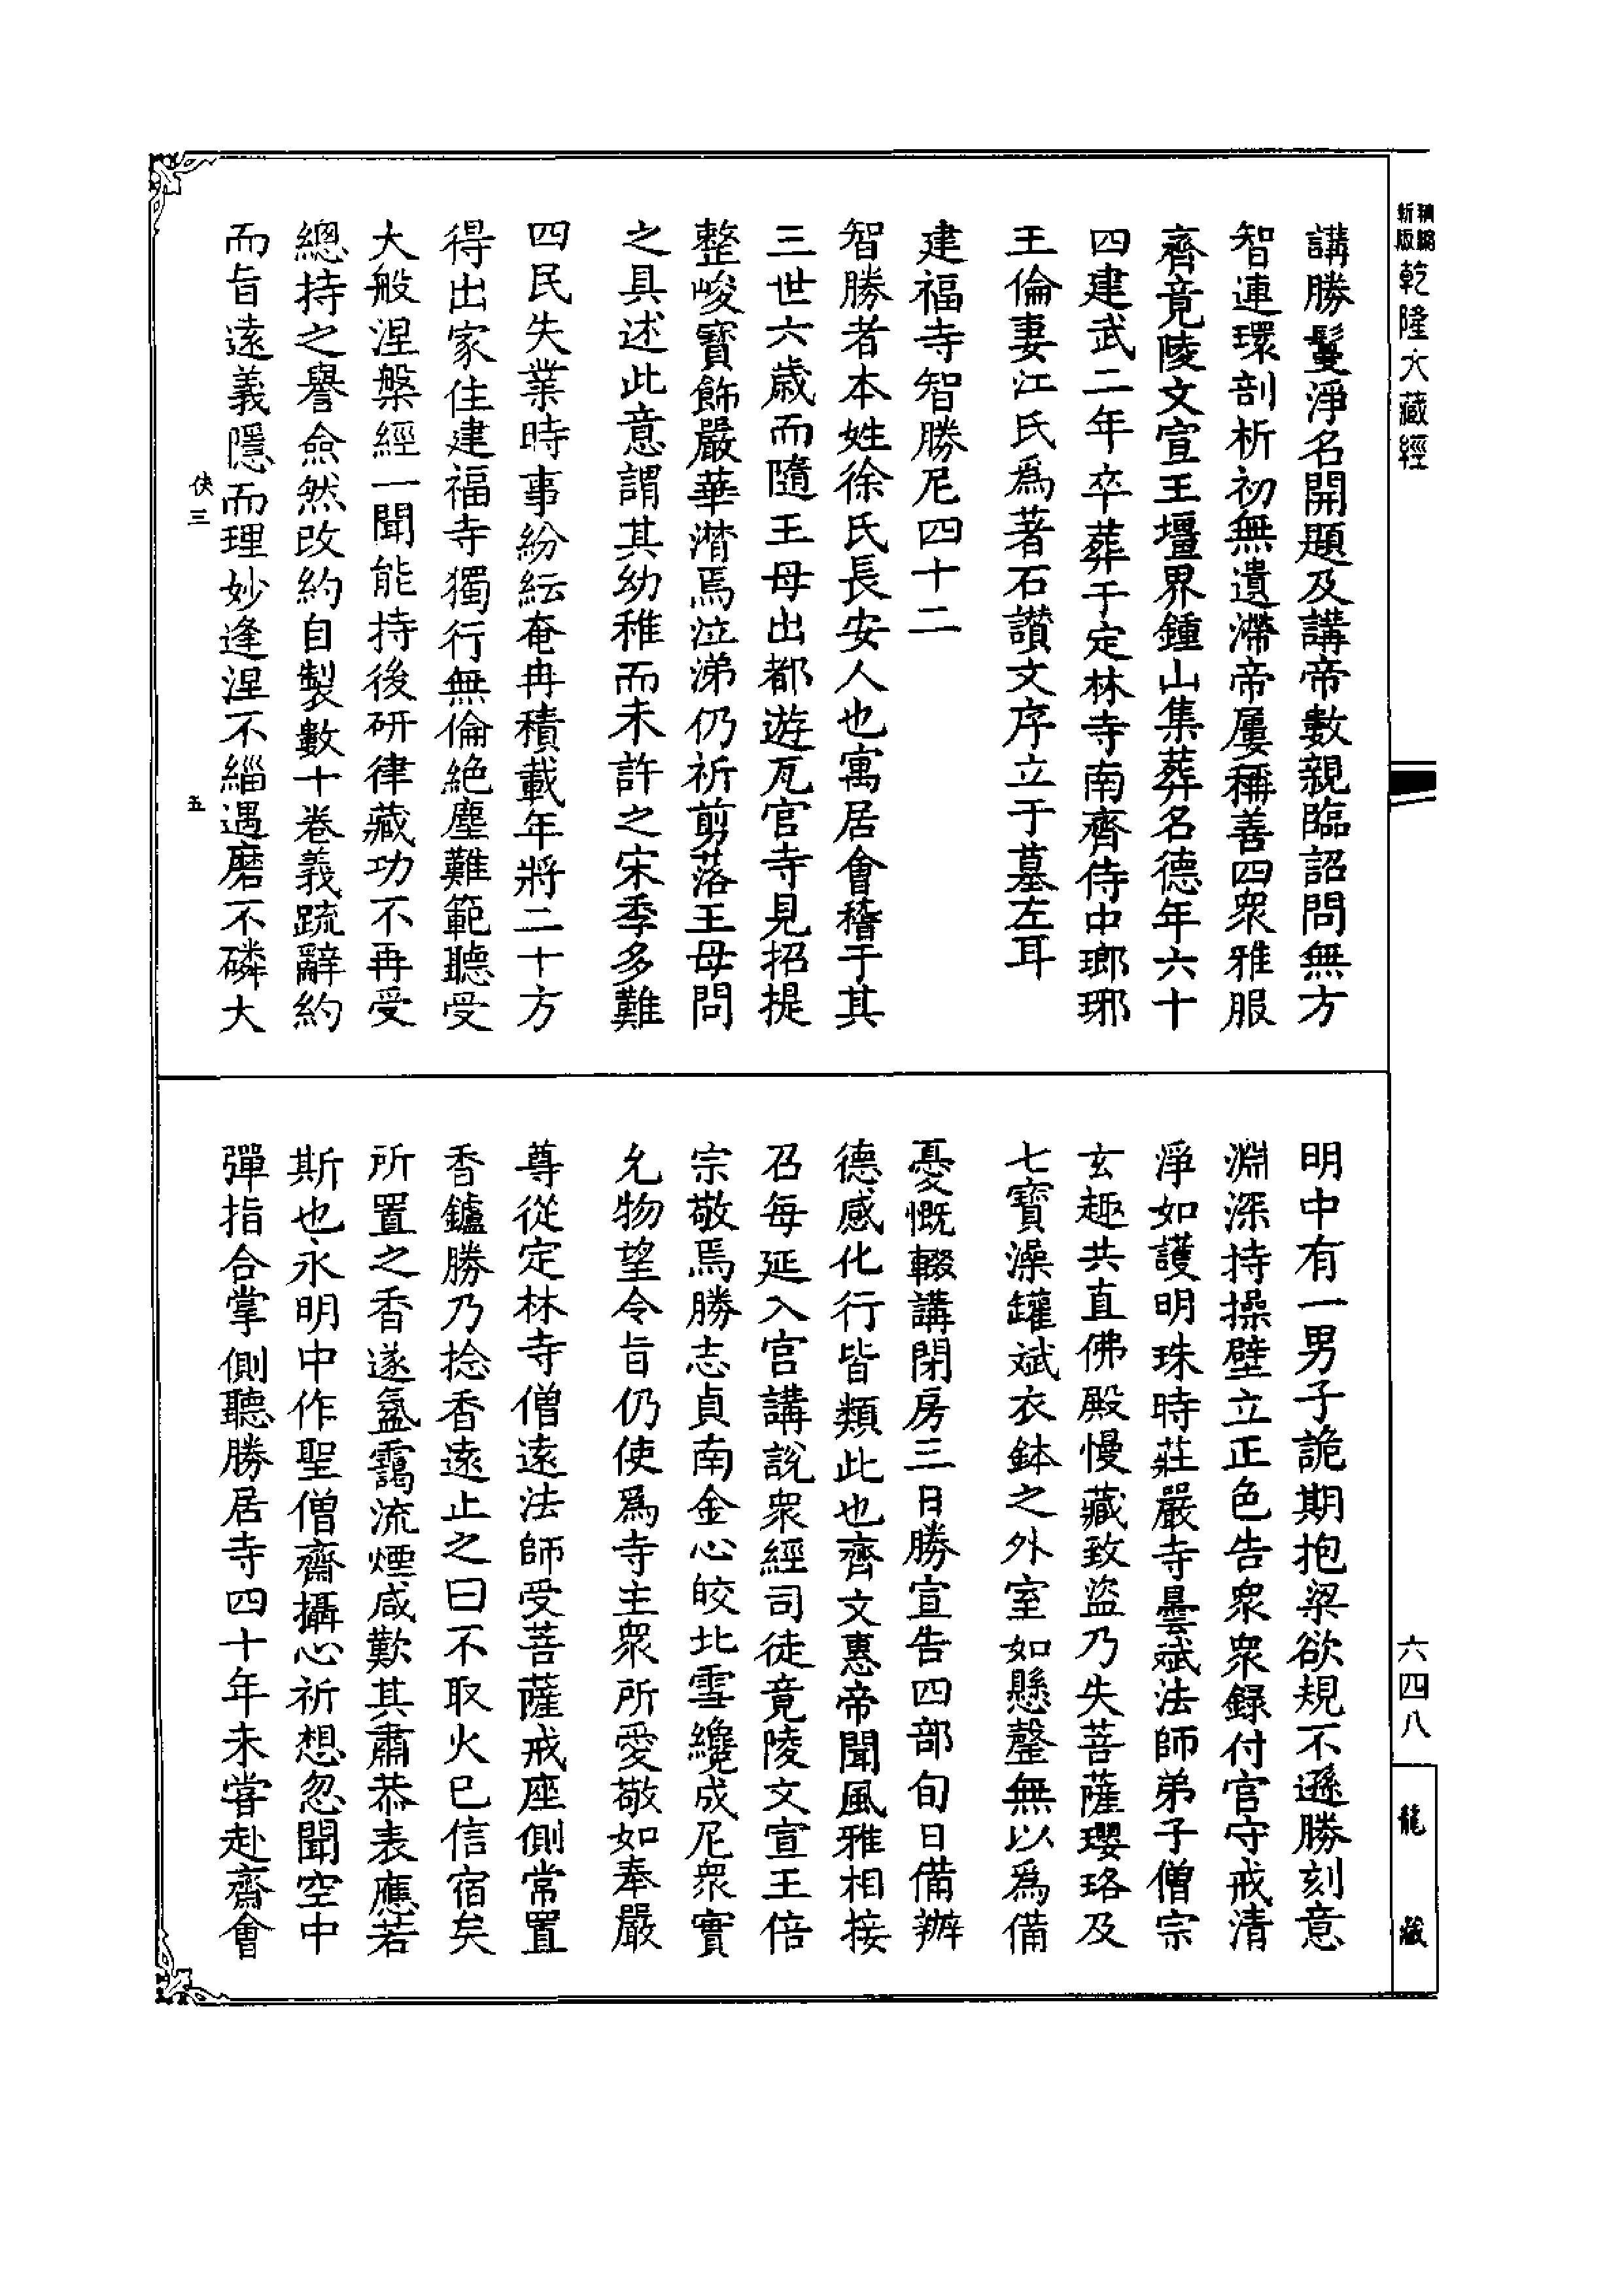 新編
縮版
乾隆大藏經
講勝鬘淨名開題及講帝數親臨詔問無方
智連環剖析初無遺滯帝屢稱善四衆雅服
齊竟陵文宣王壃界鍾山集葬名德年六十
四建武二年卒葬于定林寺南齊侍中瑯琊
王倫妻江氏爲著石讚文序立于墓左耳
建福寺智勝尼四十二
智勝者本姓徐氏長安人也寓居會稽于其
三世六歲而隨王母出都遊瓦官寺見招提
整峻寶飾嚴華潸焉泣涕仍祈剪落王母問
之具述此意謂其幼稚而未許之宋季多難
四民失業時事紛紜奄冉積載年將二十方
得出家住建福寺獨行無倫絶塵難範聽受
大般涅槃經一聞能持後研律藏功不再受
總持之譽僉然改約自製數十卷義䟽辭約
而旨遠義隱而理妙逢涅不緇遇磨不磷大
伕三
五
明中有一男子詭期抱梁欲規不遜勝刻意
淵深持操壁立正色告衆衆録付官守戒清
淨如護明珠時莊嚴寺曇斌法師弟子僧宗
玄趣共直佛殿慢藏致盜乃失菩薩瓔珞及
七寶澡罐斌衣鉢之外室如懸磬無以爲備
憂慨輟講閉房三日勝宣告四部旬日備辦
德感化行皆類此也齊文惠帝聞風雅相接
召每延入宫講說衆經司徒竟陵文宣王倍
宗敬焉勝志貞南金心皎北雪纔成尼衆實
允物望令旨仍使爲寺主衆所愛敬如奉嚴
尊從定林寺僧遠法師受菩薩戒座側常置
香鑪勝乃捻香遠止之曰不取火巳信宿矣
所置之香遂氳靄流煙咸歎其肅恭表應若
斯也永明中作聖僧齋攝心祈想忽聞空中
彈指合掌側聽勝居寺四十年未嘗赴齋會
六四八
龍藏